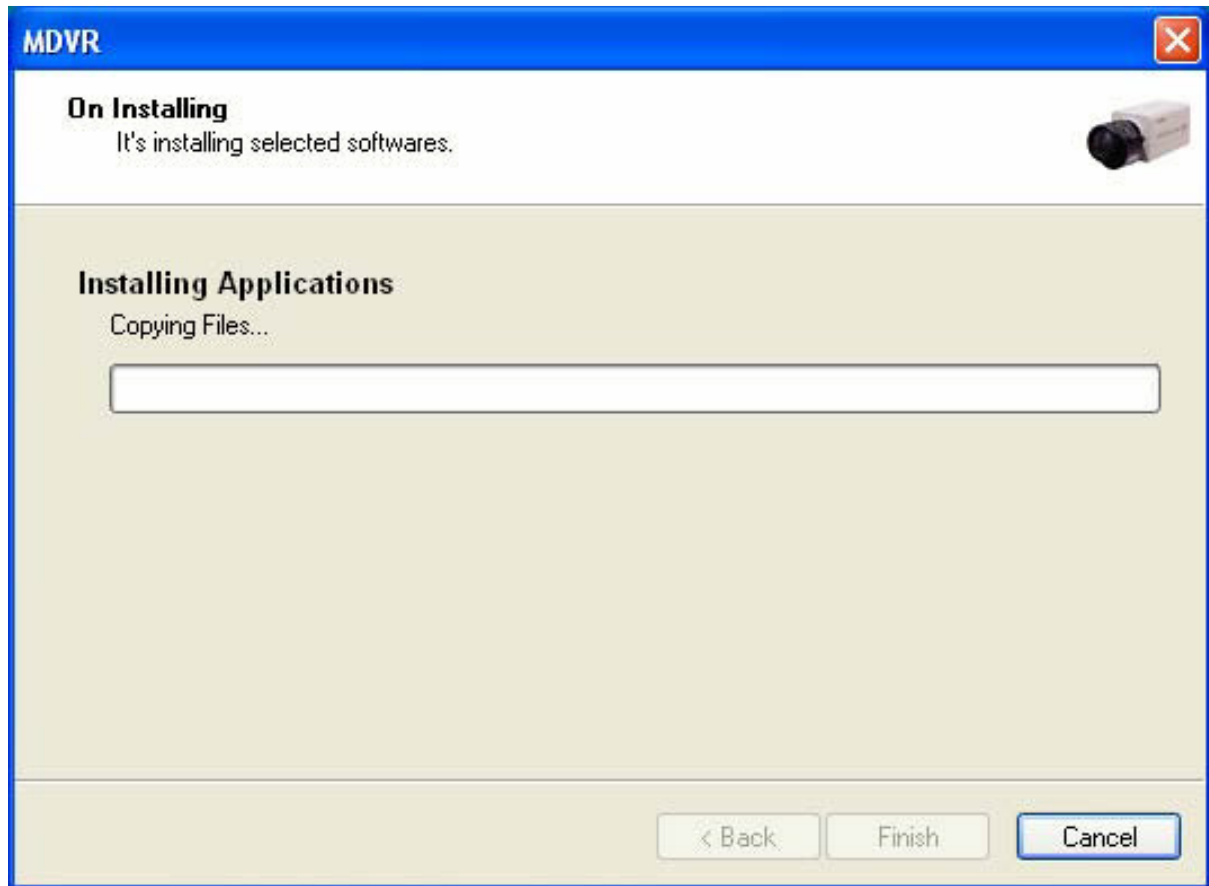 MDVR
On Installing
It's installing selected softwares.
Installing Applications
Copying Files...
< Back
Finish
Cancel